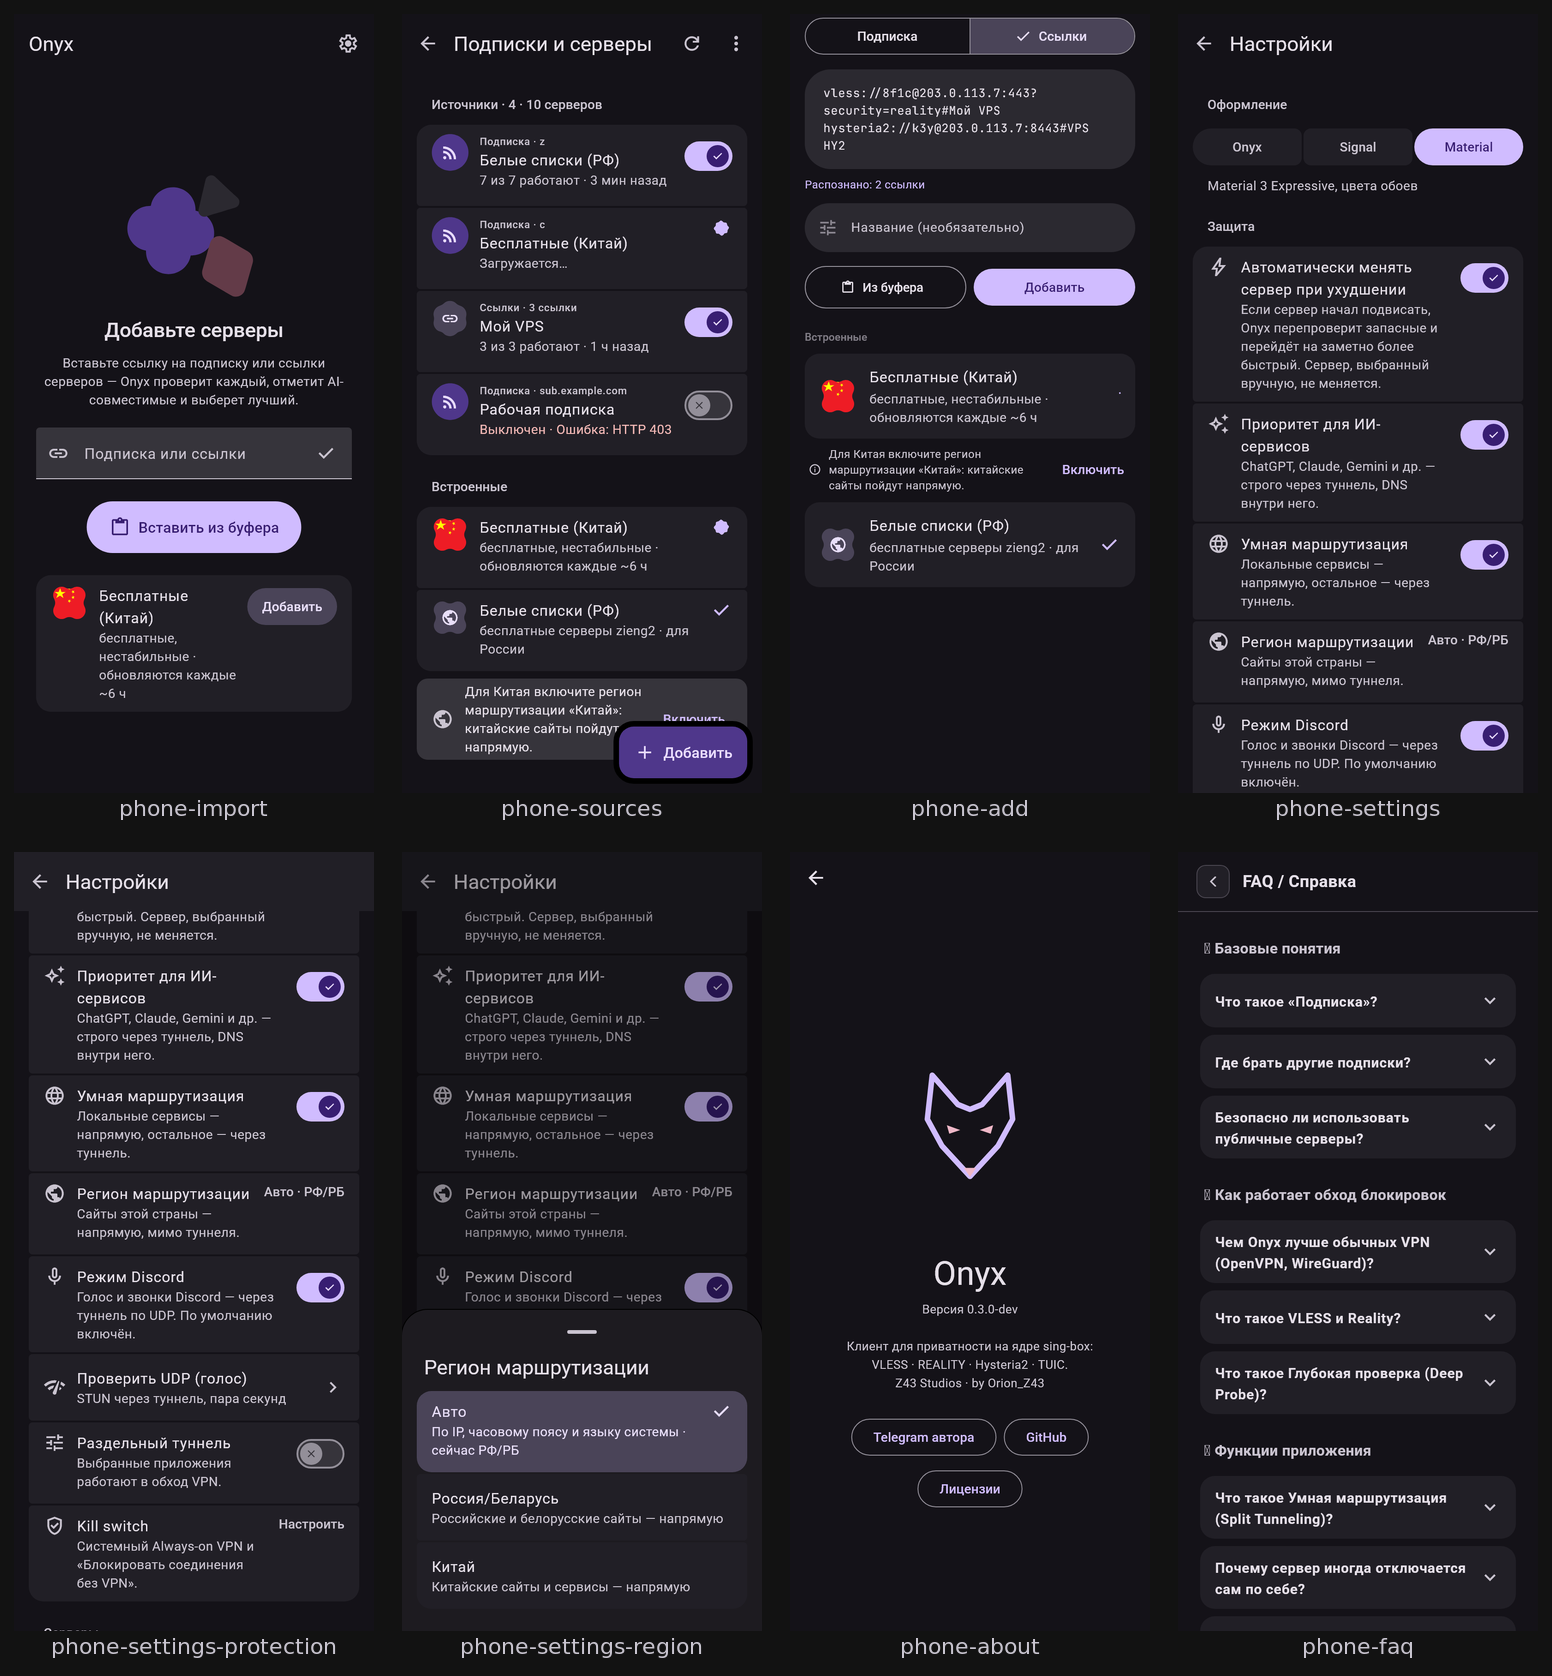 Onyx
Добавьте серверы
Вставьте ссылку на подписку или ссылки
серверов — Onyx проверит каждый, отметит AI-
совместимые и выберет лучший.
Подписка или ссылки
Вставить из буфера
Бесплатные
(Китай)
бесплатные,
нестабильные ·
обновляются каждые
~6 ч
Добавить
phone-import
Подписки и серверы
Источники · 4 · 10 серверов
Подписка · z
Белые списки (РФ)
7 из 7 работают · 3 мин назад
Подписка · c
Бесплатные (Китай)
Загружается…
Ссылки · 3 ссылки
Мой VPS
3 из 3 работают · 1 ч назад
Подписка · sub.example.com
Рабочая подписка
Выключен · Ошибка: HTTP 403
Встроенные
Бесплатные (Китай)
бесплатные, нестабильные ·
обновляются каждые ~6 ч
Белые списки (РФ)
бесплатные серверы zieng2 · для
России
Для Китая включите регион
маршрутизации «Китай»:
китайские сайты пойдут
напрямую.
Включить
Добавить
phone-sources
Подписка
Ссылки
vless://8f1c@203.0.113.7:443?
security=reality#Мой VPS
hysteria2://k3y@203.0.113.7:8443#VPS
HY2
Распознано: 2 ссылки
Название (необязательно)
Из буфера
Добавить
Встроенные
Бесплатные (Китай)
бесплатные, нестабильные ·
обновляются каждые ~6 ч
Для Китая включите регион
маршрутизации «Китай»: китайские
сайты пойдут напрямую.
Включить
Белые списки (РФ)
бесплатные серверы zieng2 · для
России
phone-add
Настройки
Оформление
Onyx
Signal
Material
Material 3 Expressive, цвета обоев
Защита
Автоматически менять
сервер при ухудшении
Если сервер начал подвисать,
Onyx перепроверит запасные и
перейдёт на заметно более
быстрый. Сервер, выбранный
вручную, не меняется.
Приоритет для ИИ-
сервисов
ChatGPT, Claude, Gemini и др. —
строго через туннель, DNS
внутри него.
Умная маршрутизация
Локальные сервисы —
напрямую, остальное — через
туннель.
Регион маршрутизации
Авто · РФ/РБ
Сайты этой страны —
напрямую, мимо туннеля.
Режим Discord
Голос и звонки Discord — через
туннель по UDP. По умолчанию
включён.
phone-settings
Настройки
быстрый. Сервер, выбранный
вручную, не меняется.
Приоритет для ИИ-
сервисов
ChatGPT, Claude, Gemini и др. —
строго через туннель, DNS
внутри него.
Умная маршрутизация
Локальные сервисы —
напрямую, остальное — через
туннель.
Регион маршрутизации
Авто · РФ/РБ
Сайты этой страны —
напрямую, мимо туннеля.
Режим Discord
Голос и звонки Discord — через
туннель по UDP. По умолчанию
включён.
Проверить UDP (голос)
STUN через туннель, пара секунд
Раздельный туннель
Выбранные приложения
работают в обход VPN.
Kill switch
Настроить
Системный Always-on VPN и
«Блокировать соединения
без VPN».
phone-settings-protection
Настройки
быстрый. Сервер, выбранный
вручную, не меняется.
Приоритет для ИИ-
сервисов
ChatGPT, Claude, Gemini и др. —
строго через туннель, DNS
внутри него.
Умная маршрутизация
Локальные сервисы —
напрямую, остальное — через
туннель.
Регион маршрутизации
Авто · РФ/РБ
Сайты этой страны —
напрямую, мимо туннеля.
Режим Discord
Голос и звонки Discord — через
Регион маршрутизации
Авто
По IP, часовому поясу и языку системы ·
сейчас РФ/РБ
Россия/Беларусь
Российские и белорусские сайты — напрямую
Китай
Китайские сайты и сервисы — напрямую
phone-settings-region
Onyx
Версия 0.3.0-dev
Клиент для приватности на ядре sing-box:
VLESS · REALITY · Hysteria2 · TUIC.
Z43 Studios · by Orion_Z43
Telegram автора
GitHub
Лицензии
phone-about
FAQ / Справка
Базовые понятия
Что такое «Подписка»?
Где брать другие подписки?
Безопасно ли использовать
публичные серверы?
Как работает обход блокировок
Чем Onyx лучше обычных VPN
(OpenVPN, WireGuard)?
Что такое VLESS и Reality?
Что такое Глубокая проверка (Deep
Probe)?
Функции приложения
Что такое Умная маршрутизация
(Split Tunneling)?
Почему сервер иногда отключается
сам по себе?
phone-faq